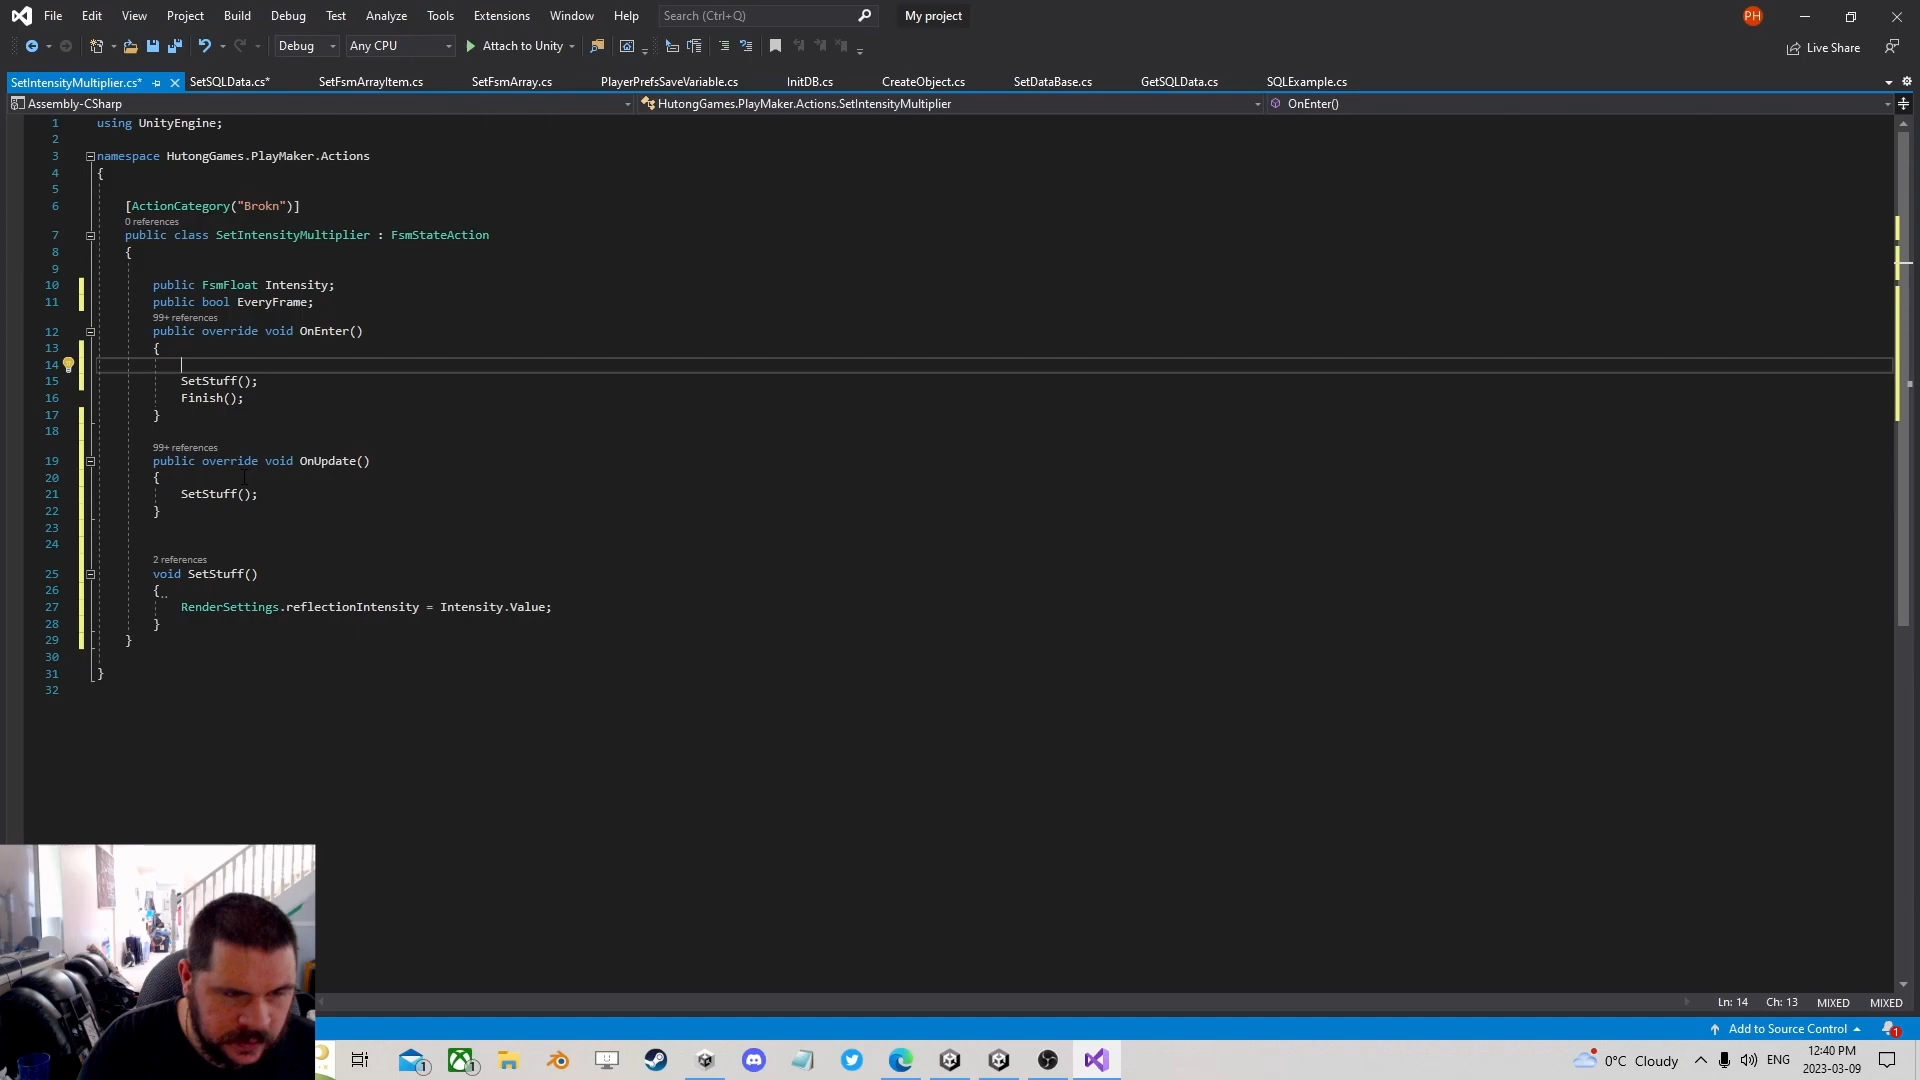 File Edit View Project Build Debug Test Analyze Tools Extensions Window Help Search (Ctrl+Q) My project PH
Debug Any CPU Attach to Unity Live Share
SetIntensityMultiplier.cs* SetSQLData.cs* SetFsmArrayItem.cs SetFsmArray.cs PlayerPrefsSaveVariable.cs InitDB.cs CreateObject.cs SetDataBase.cs GetSQLData.cs SQLExample.cs
Assembly-CSharp HutongGames.PlayMaker.Actions.SetIntensityMultiplier OnEnter()
1 using UnityEngine;
2
3 namespace HutongGames.PlayMaker.Actions
4 {
5
6 [ActionCategory("Brokn")]
0 references
7 public class SetIntensityMultiplier : FsmStateAction
8 {
9
10 public FsmFloat Intensity;
11 public bool EveryFrame;
99+ references
12 public override void OnEnter()
13 {
14
15 SetStuff();
16 Finish();
17 }
18
99+ references
19 public override void OnUpdate()
20 {
21 SetStuff();
22 }
23
24
2 references
25 void SetStuff()
26 {
27 RenderSettings.reflectionIntensity = Intensity.Value;
28 }
29 }
30
31 }
32
Ln: 14 Ch: 13 MIXED MIXED
Add to Source Control 1
1 1 0°C Cloudy ENG 12:40 PM
2023-03-09